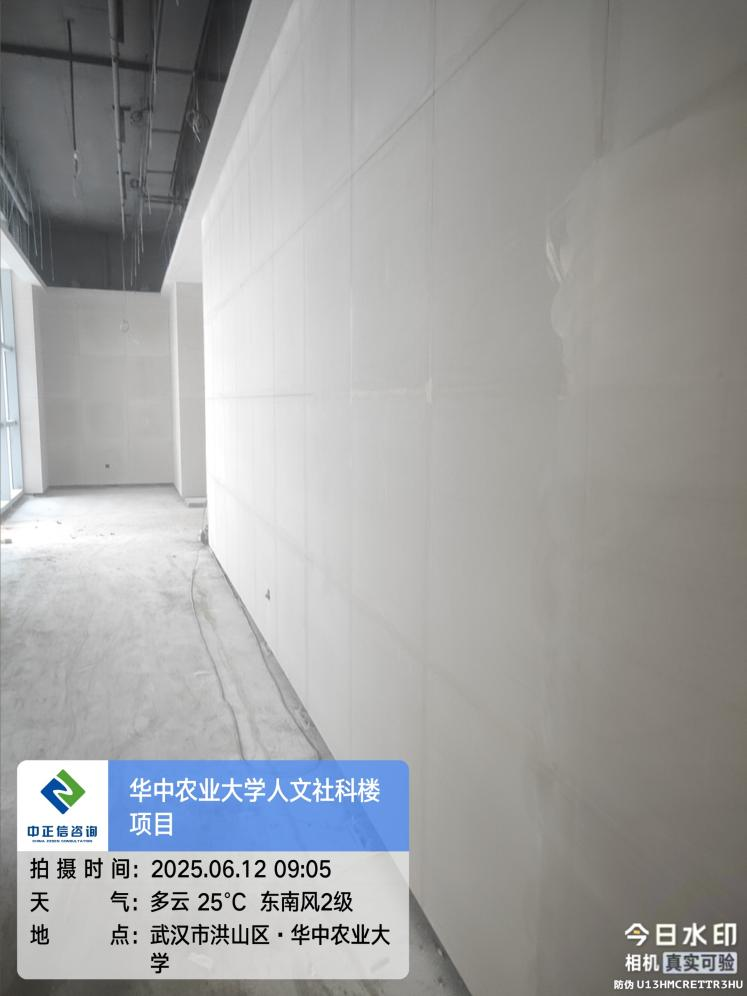 华中农业大学人文社科楼
项目
中正信咨询
CHINA ZEXIN CONSULTATION
拍摄时间：2025.06.12 09:05
天气：多云 25℃ 东南风2级
地点：武汉市洪山区·华中农业大
学
今日水印
相机 真实可验
防伪 U13HMCRETTR3HU